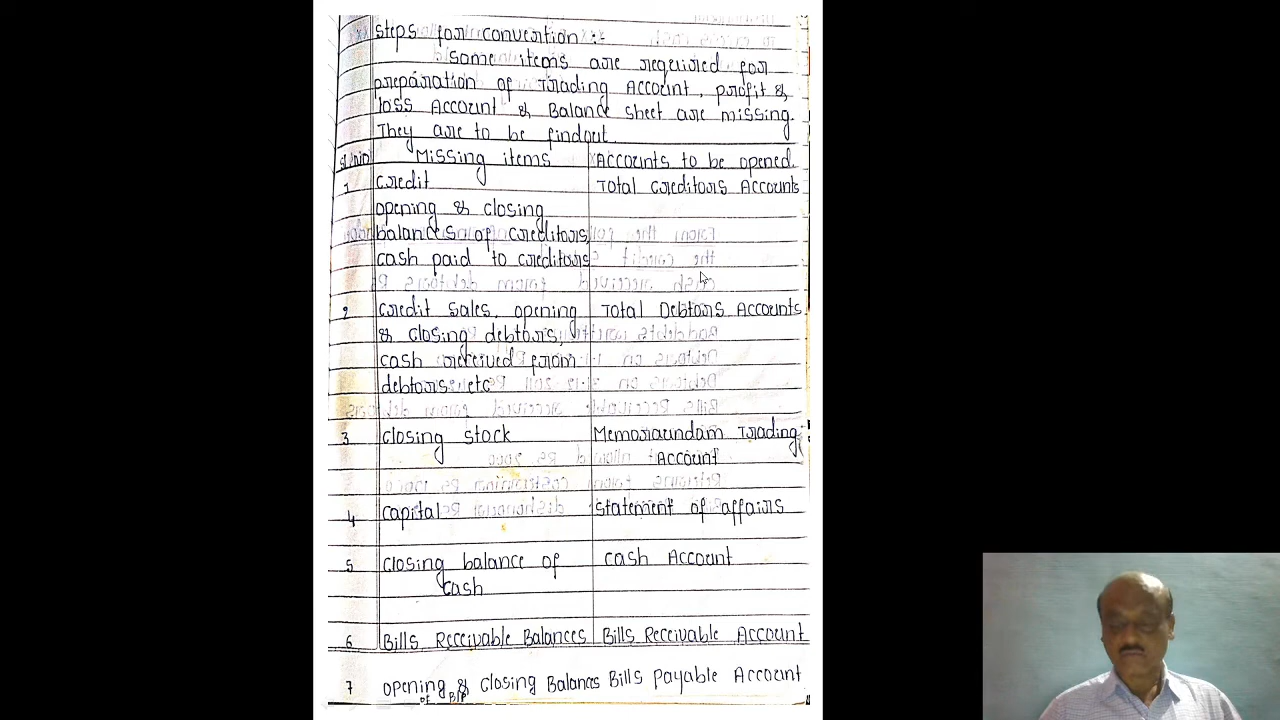 Steps for convention :-
Some items are required for
preparation of Trading Account, profit &
loss Account & Balance sheet are missing.
They are to be findout.
Missing items Accounts to be opened.
1 credit Total creditors Accounts
opening & closing
balances of creditors,
cash paid to creditors
2 credit sales, opening Total Debtors Accounts
& closing debtors,
cash received from
debtors etc
3 closing stock Memoraundam Trading
Account
4 capital Statement of affairs
5 closing balance of cash Account
cash
6 Bills Receivable Balances Bills Receivable Account
7 opening & closing Balances Bills Payable Account
of B/P